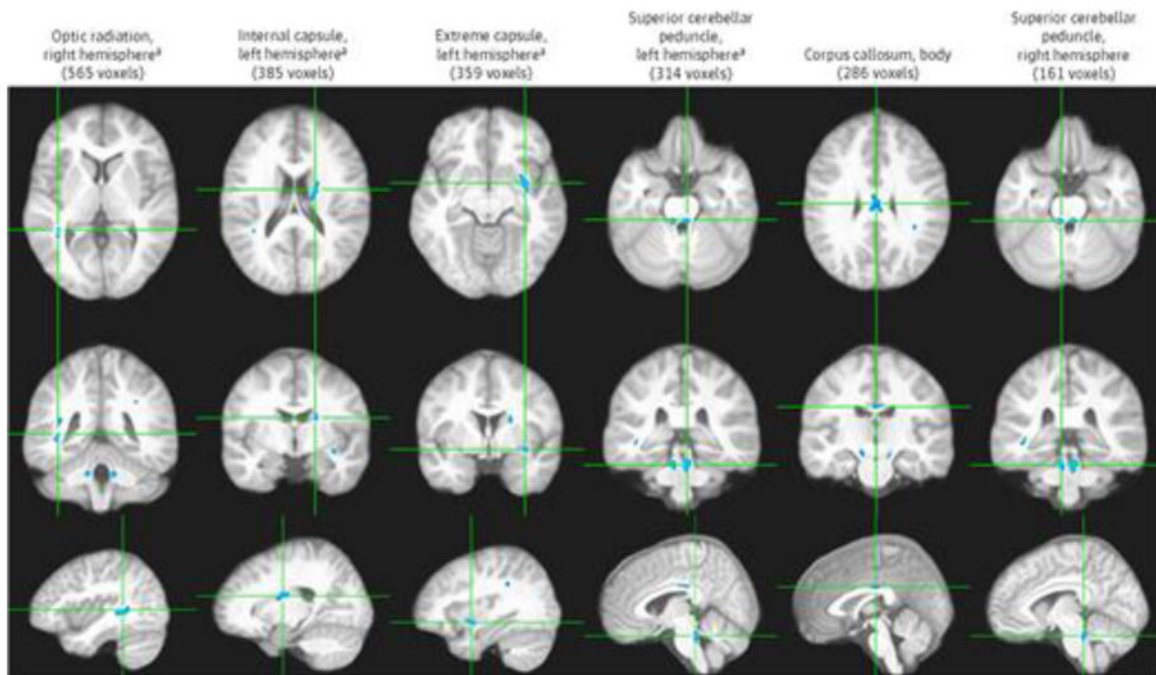 Optic radiation,
right hemisphereᵃ
(565 voxels)
Internal capsule,
left hemisphereᵃ
(385 voxels)
Extreme capsule,
left hemisphereᵃ
(359 voxels)
Superior cerebellar
peduncle,
left hemisphereᵃ
(314 voxels)
Corpus callosum, body
(286 voxels)
Superior cerebellar
peduncle,
right hemisphere
(161 voxels)